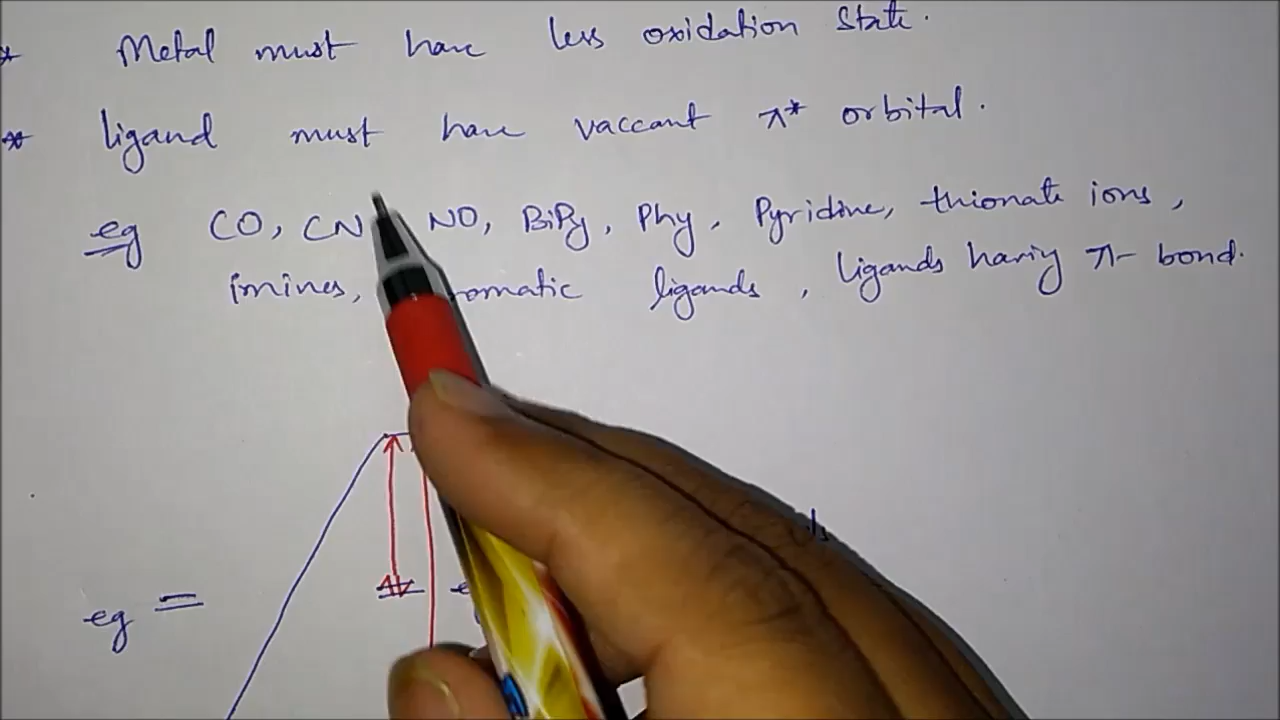 * Metal must have less oxidation state.
* ligand must have vaccant π* orbital.
eg CO, CN NO, BiPy, Phy, Pyridine, thionate ions,
imines, romatic ligands, ligands having π- bond.
eg =